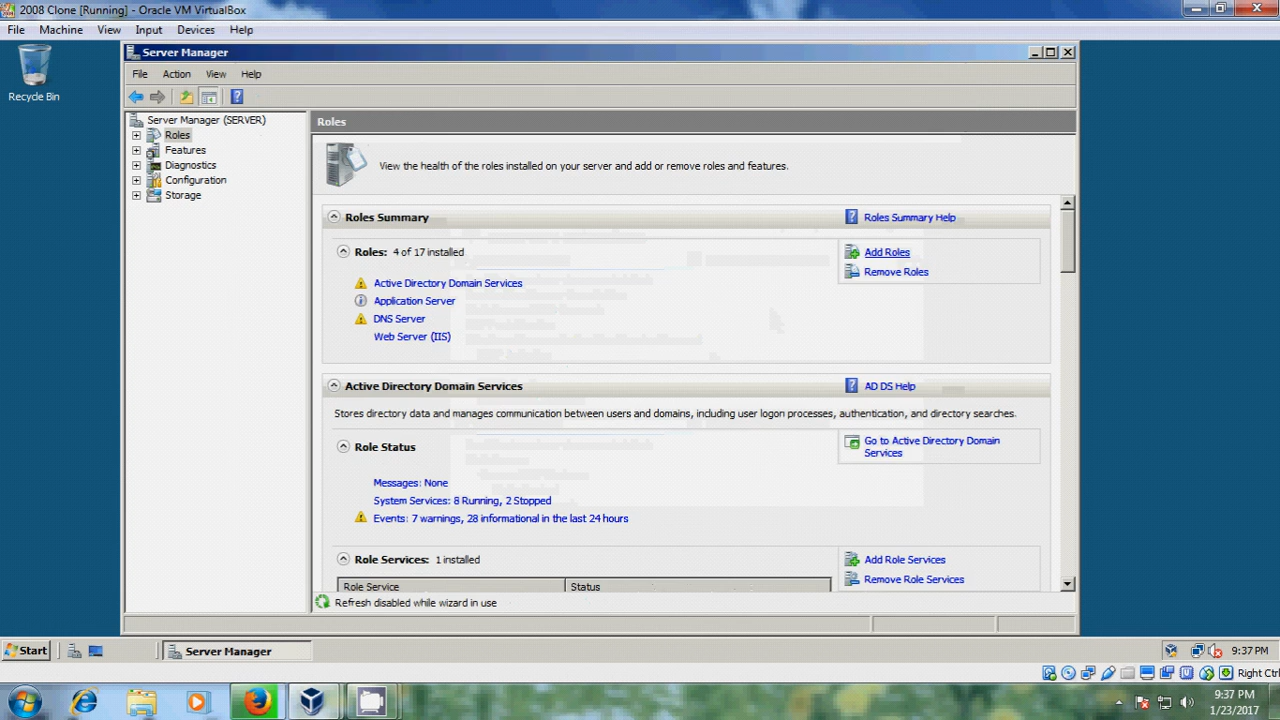 2008 Clone [Running] - Oracle VM VirtualBox
File Machine View Input Devices Help
Recycle Bin
Server Manager
File Action View Help
Server Manager (SERVER)
Roles
Features
Diagnostics
Configuration
Storage
Roles
View the health of the roles installed on your server and add or remove roles and features.
Roles Summary
Roles Summary Help
Roles: 4 of 17 installed
Add Roles
Remove Roles
Active Directory Domain Services
Application Server
DNS Server
Web Server (IIS)
Active Directory Domain Services
AD DS Help
Stores directory data and manages communication between users and domains, including user logon processes, authentication, and directory searches.
Role Status
Go to Active Directory Domain
Services
Messages: None
System Services: 8 Running, 2 Stopped
Events: 7 warnings, 28 informational in the last 24 hours
Role Services: 1 installed
Add Role Services
Remove Role Services
Role Service Status
Refresh disabled while wizard in use
Start
Server Manager
9:37 PM
Right Ctrl
9:37 PM
1/23/2017